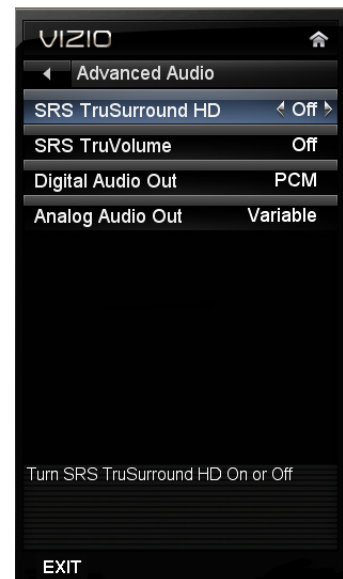 VIZIO
Advanced Audio
SRS TruSurround HD Off
SRS TruVolume Off
Digital Audio Out PCM
Analog Audio Out Variable
Turn SRS TruSurround HD On or Off
EXIT